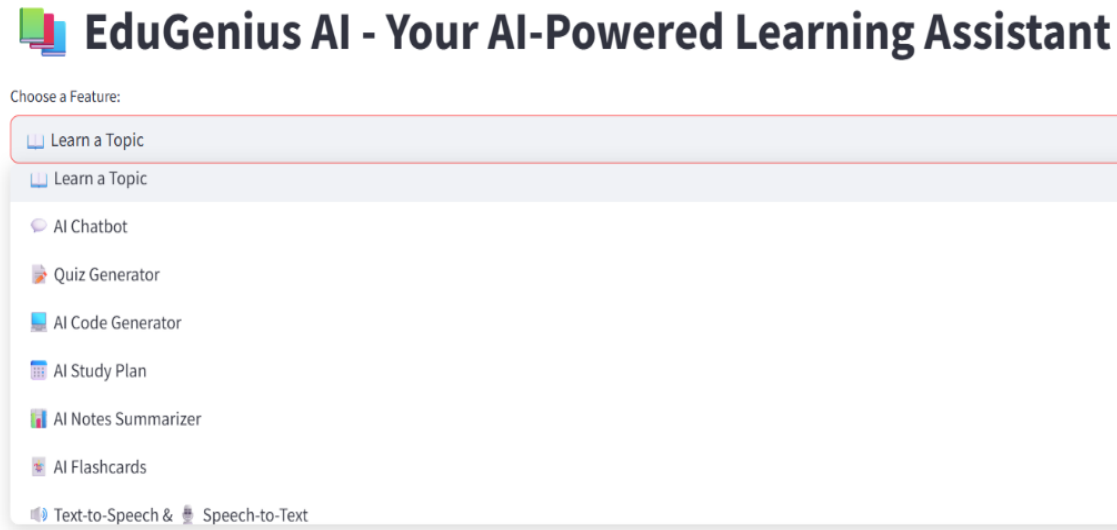 EduGenius AI - Your AI-Powered Learning Assistant
Choose a Feature:
Learn a Topic
Learn a Topic
AI Chatbot
Quiz Generator
AI Code Generator
AI Study Plan
AI Notes Summarizer
AI Flashcards
Text-to-Speech & Speech-to-Text